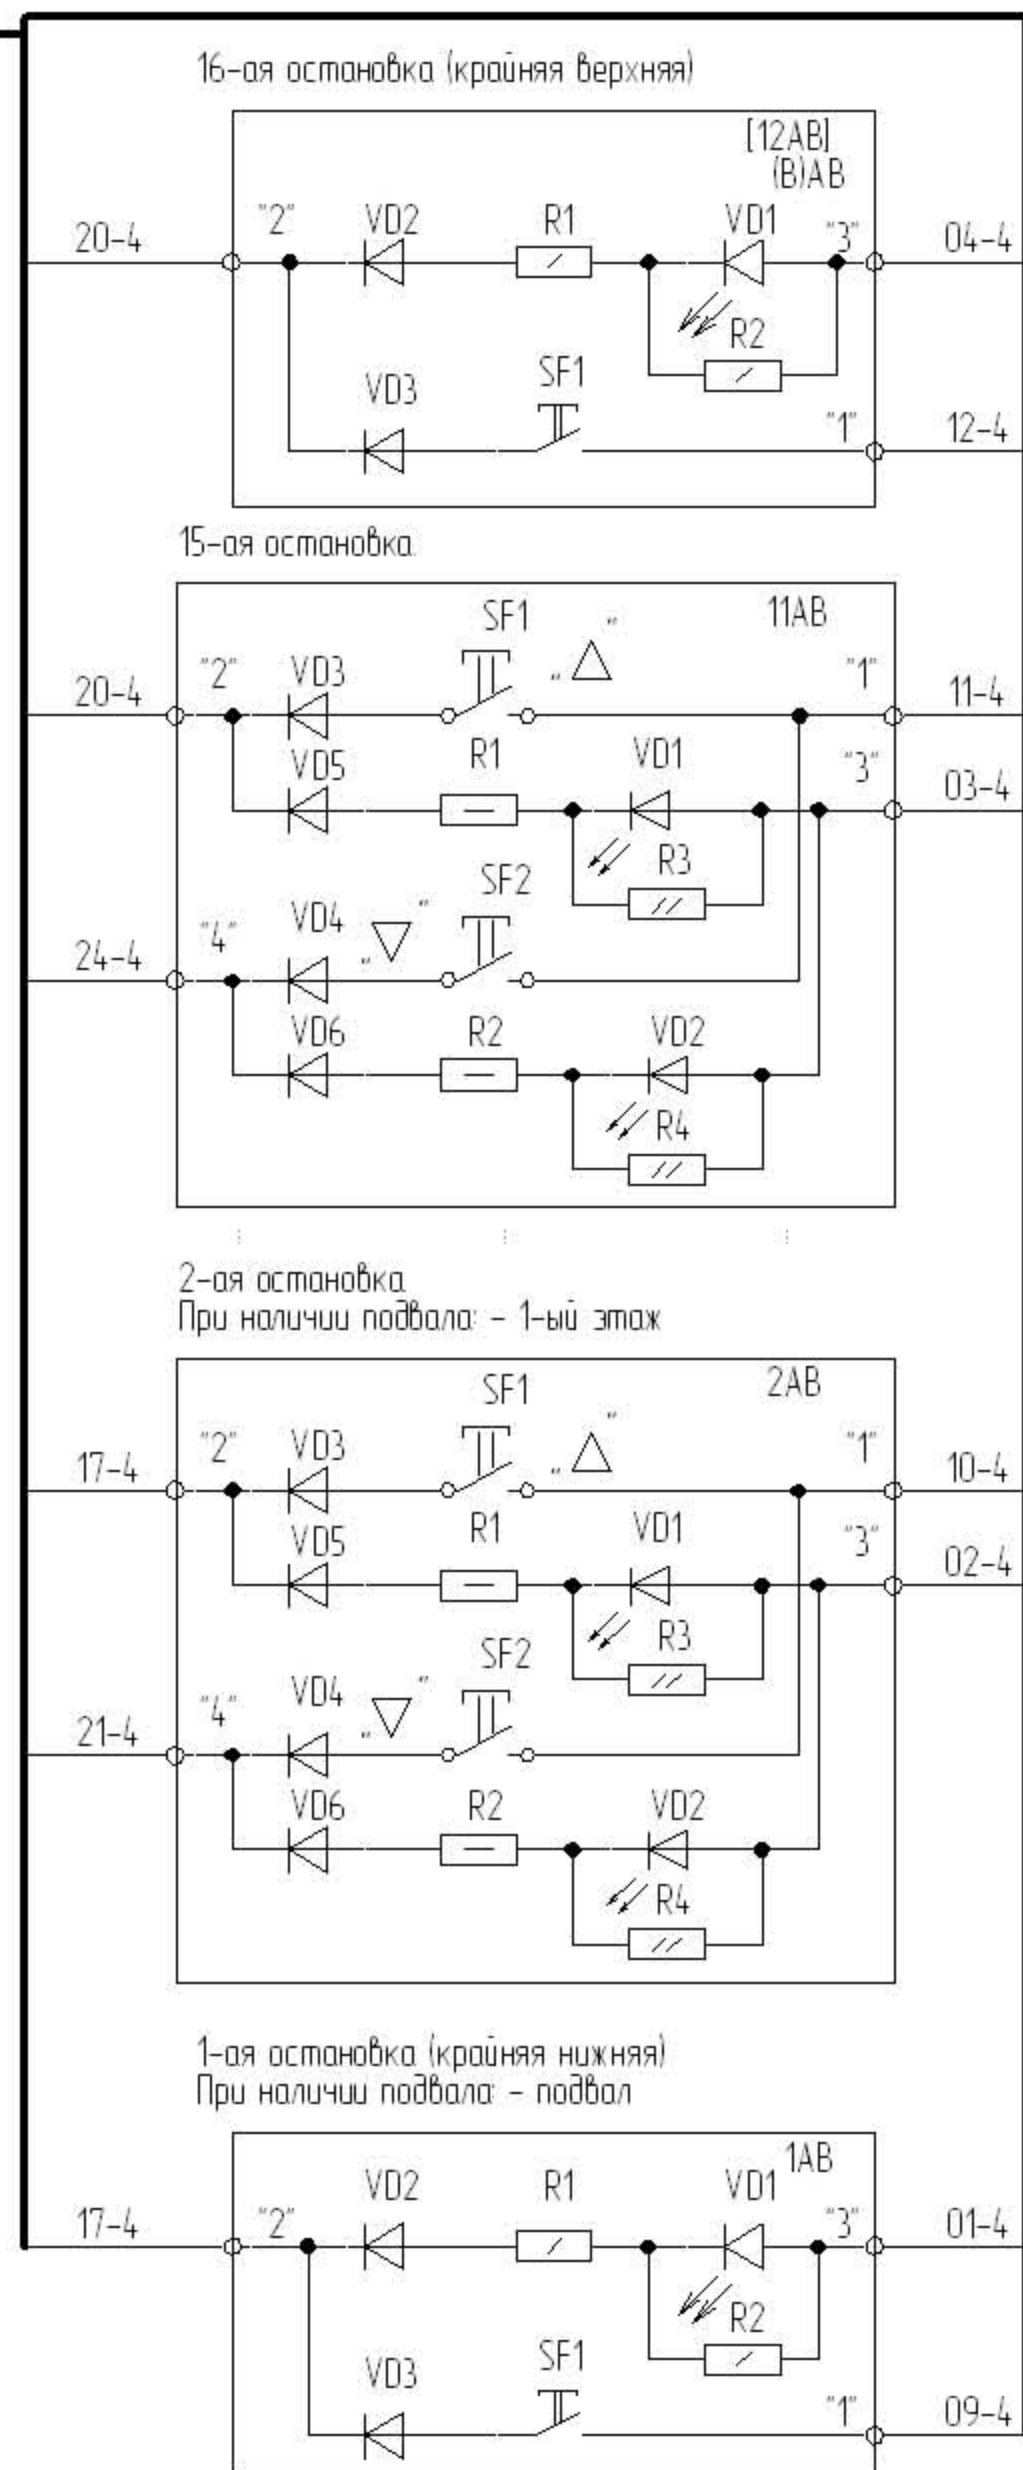 16-ая остановка (крайняя верхняя)
[12АВ]
(В)АВ
20-4 "2" VD2 R1 VD1 "3" 04-4
R2
VD3 SF1 "1" 12-4
15-ая остановка
SF1 11АВ
20-4 "2" VD3 "1" 11-4
VD5 R1 VD1 "3" 03-4
R3
SF2
24-4 "4" VD4
VD6 R2 VD2
R4
2-ая остановка
При наличии подвала: - 1-ый этаж
SF1 2АВ
17-4 "2" VD3 "1" 10-4
VD5 R1 VD1 "3" 02-4
R3
SF2
21-4 "4" VD4
VD6 R2 VD2
R4
1-ая остановка (крайняя нижняя)
При наличии подвала: - подвал
1АВ
17-4 "2" VD2 R1 VD1 "3" 01-4
R2
VD3 SF1 "1" 09-4